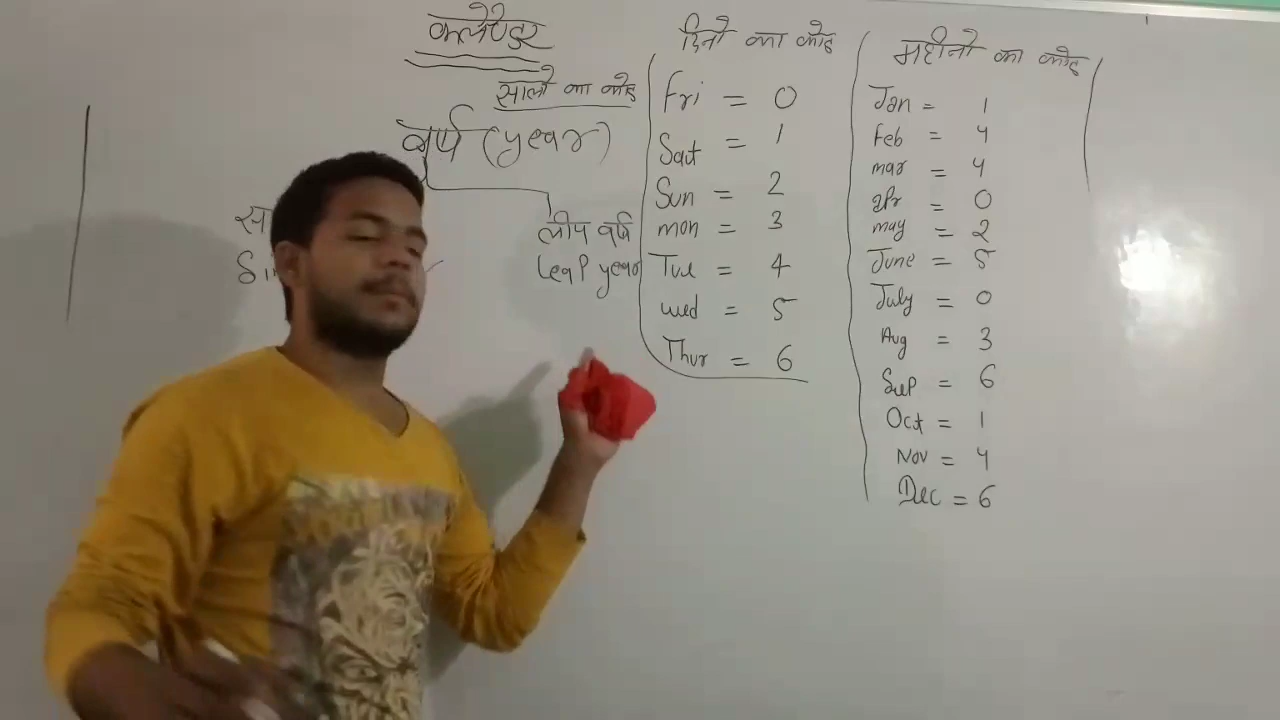 कलेण्डर
सालो का कोड
वर्ष (year)
लीप वर्ष
Leap year
दिनो का कोड
Fri = 0
Sat = 1
Sun = 2
mon = 3
Tue = 4
wed = 5
Thur = 6
महीनो का कोड
Jan = 1
Feb = 4
mar = 4
apr = 0
may = 2
June = 5
July = 0
Aug = 3
Sep = 6
Oct = 1
Nov = 4
Dec = 6